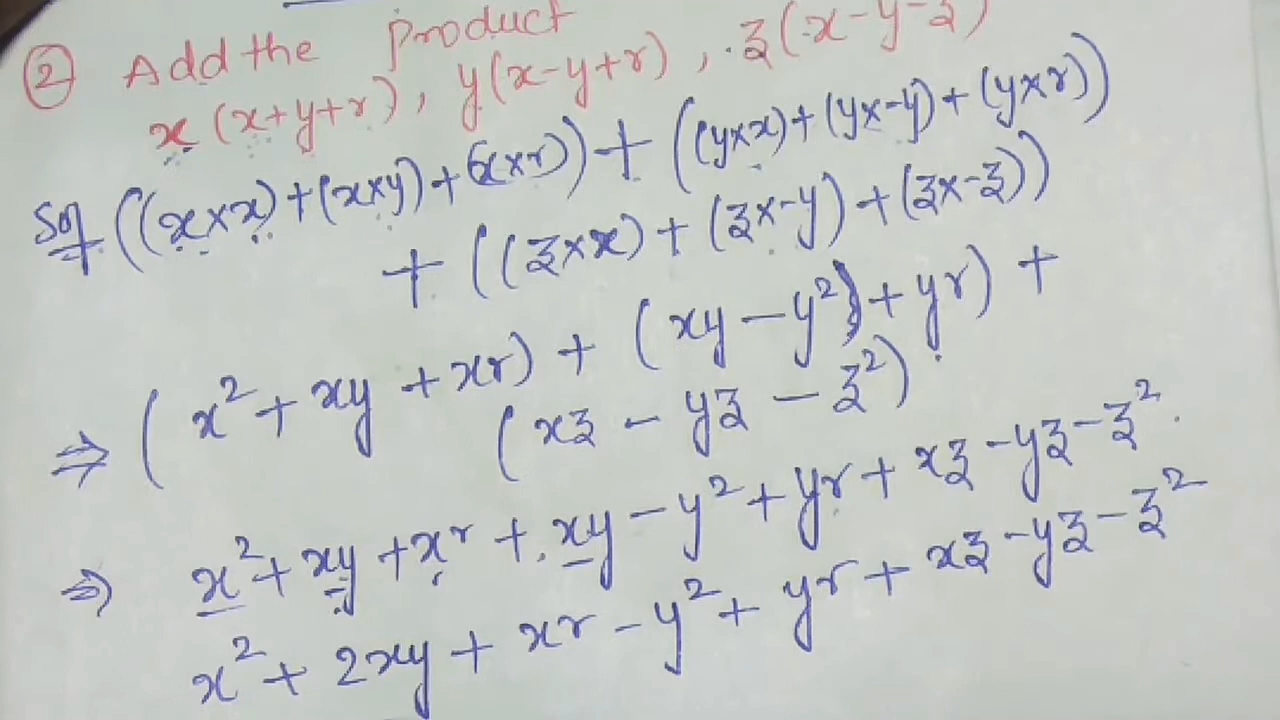 ② Add the Product
x (x+y+r), y(x-y+r), z(x-y-z)
Soln ((x×x)+(x×y)+(x×r))+((y×x)+(y×-y)+(y×r))
+ ((z×x)+(z×-y)+(z×-z))
⇒ (x²+xy+xr)+(xy-y²+yr)+
(xz-yz-z²)
⇒ x²+xy+xr+xy-y²+yr+xz-yz-z²
x²+2xy+xr-y²+yr+xz-yz-z²